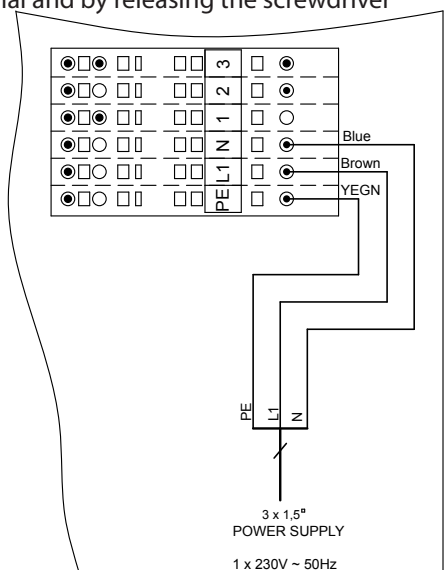 nal and by releasing the screwdriver
3
2
1
N
L1
PE
Blue
Brown
YEGN
PE
L1
N
3 x 1,5¤
POWER SUPPLY
1 x 230V ~ 50Hz